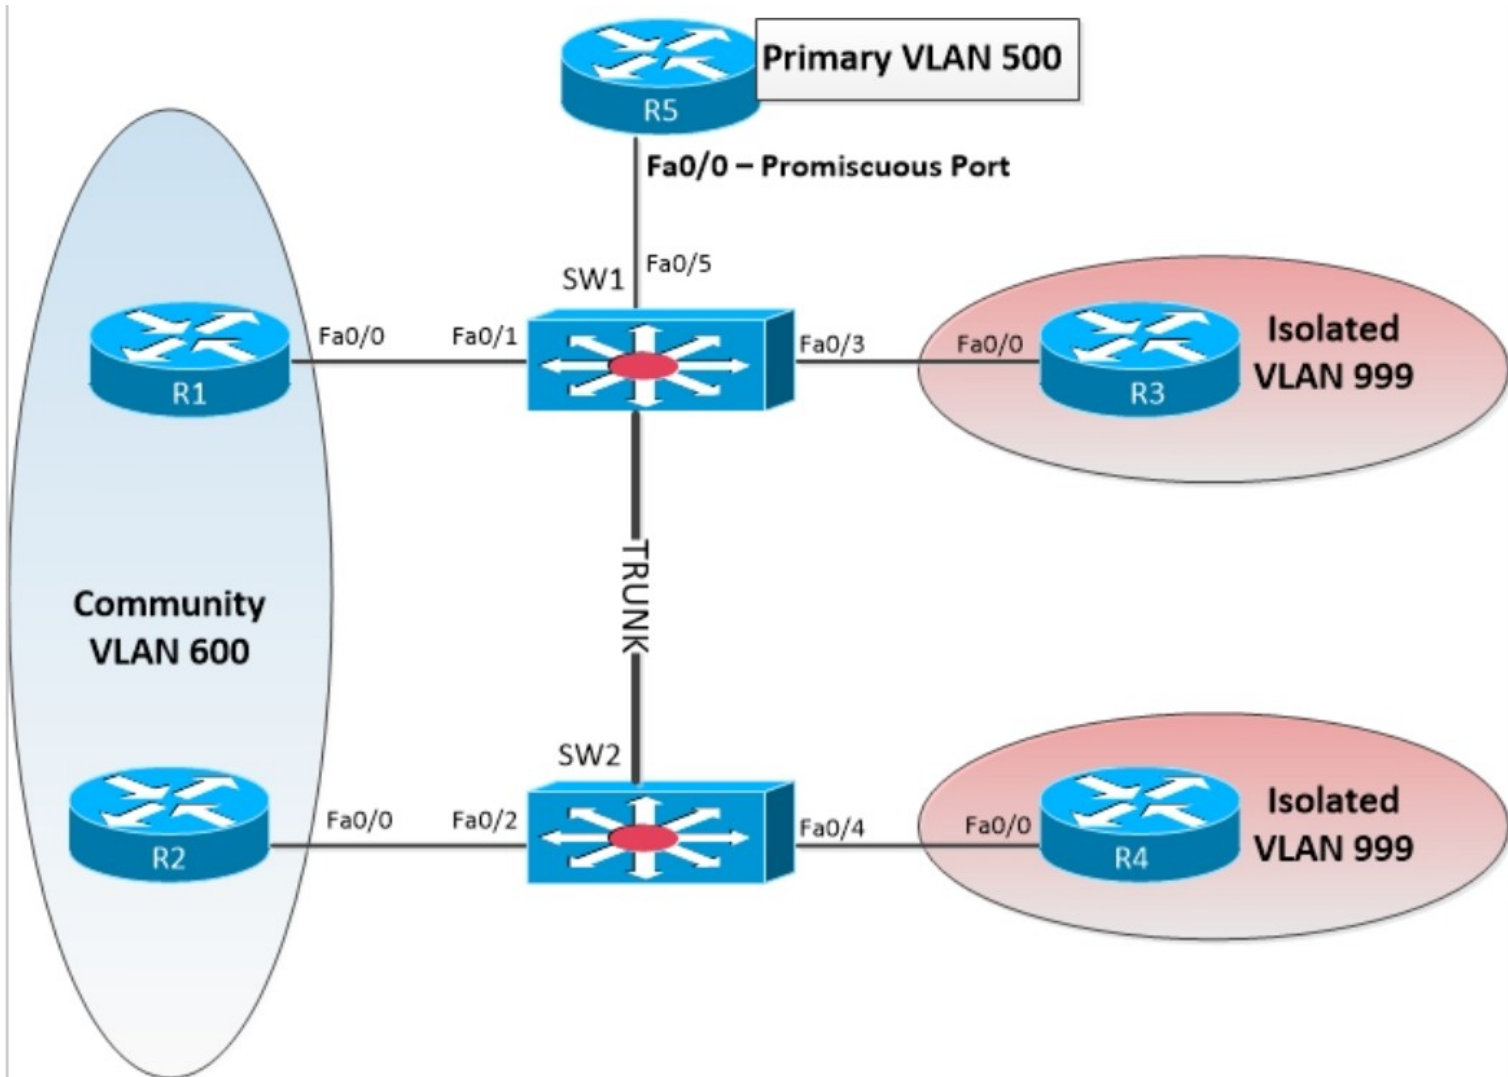 Primary VLAN 500
R5
Fa0/0 – Promiscuous Port
Fa0/5
SW1
Fa0/0
Fa0/1
Fa0/3
Fa0/0
R1
R3
Isolated
VLAN 999
TRUNK
Community
VLAN 600
SW2
Fa0/0
Fa0/2
Fa0/4
Fa0/0
R2
R4
Isolated
VLAN 999